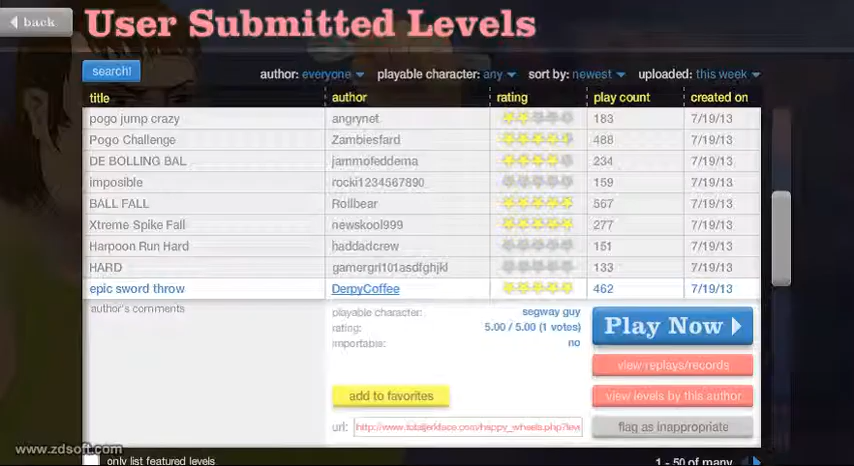 back
User Submitted Levels
search!
author: everyone playable character: any sort by: newest uploaded: this week
title author rating play count created on
pogo jump crazy angrynet 183 7/19/13
Pogo Challenge Zambiesfard 488 7/19/13
DE BOLLING BAL jammofeddema 234 7/19/13
imposible rocki1234567890 159 7/19/13
BALL FALL Rollbear 567 7/19/13
Xtreme Spike Fall newskool999 277 7/19/13
Harpoon Run Hard haddadcrew 151 7/19/13
HARD gamergrl101asdfghjkl 133 7/19/13
epic sword throw DerpyCoffee 462 7/19/13
author's comments
playable character: segway guy
rating: 5.00 / 5.00 (1 votes)
importable: no
Play Now
view replays/records
add to favorites
view levels by this author
url: http://www.totaljerkface.com/happy_wheels.php?leve
flag as inappropriate
www.zdsoft.com
only list featured levels
1 - 50 of many